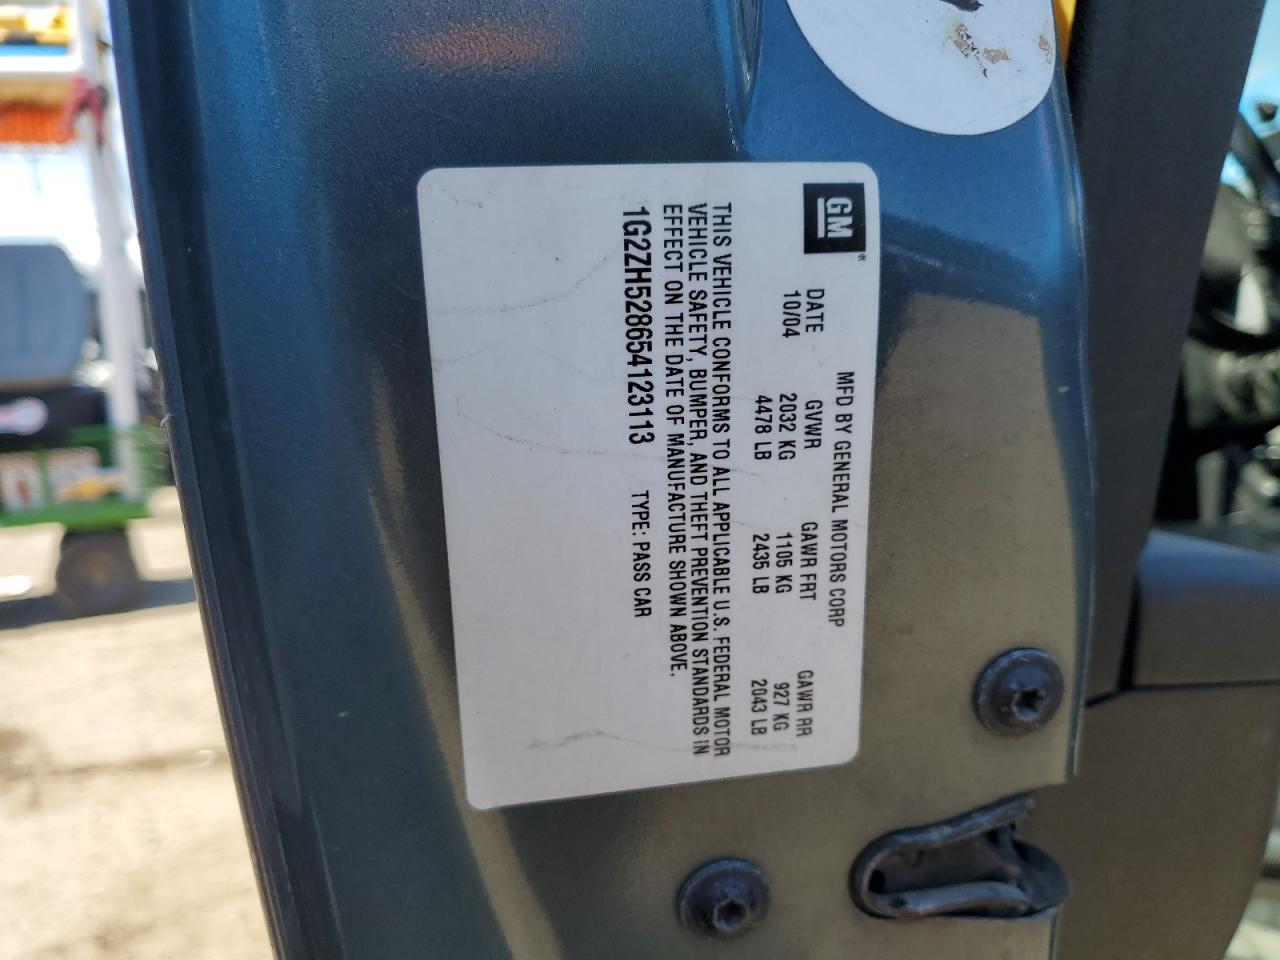 GM®
MFD BY GENERAL MOTORS CORP
DATE GVWR GAWR FRT GAWR RR
10/04 2032 KG 1105 KG 927 KG
4478 LB 2435 LB 2043 LB
THIS VEHICLE CONFORMS TO ALL APPLICABLE U.S. FEDERAL MOTOR
VEHICLE SAFETY, BUMPER, AND THEFT PREVENTION STANDARDS IN
EFFECT ON THE DATE OF MANUFACTURE SHOWN ABOVE.
1G2ZH528654123113 TYPE: PASS CAR